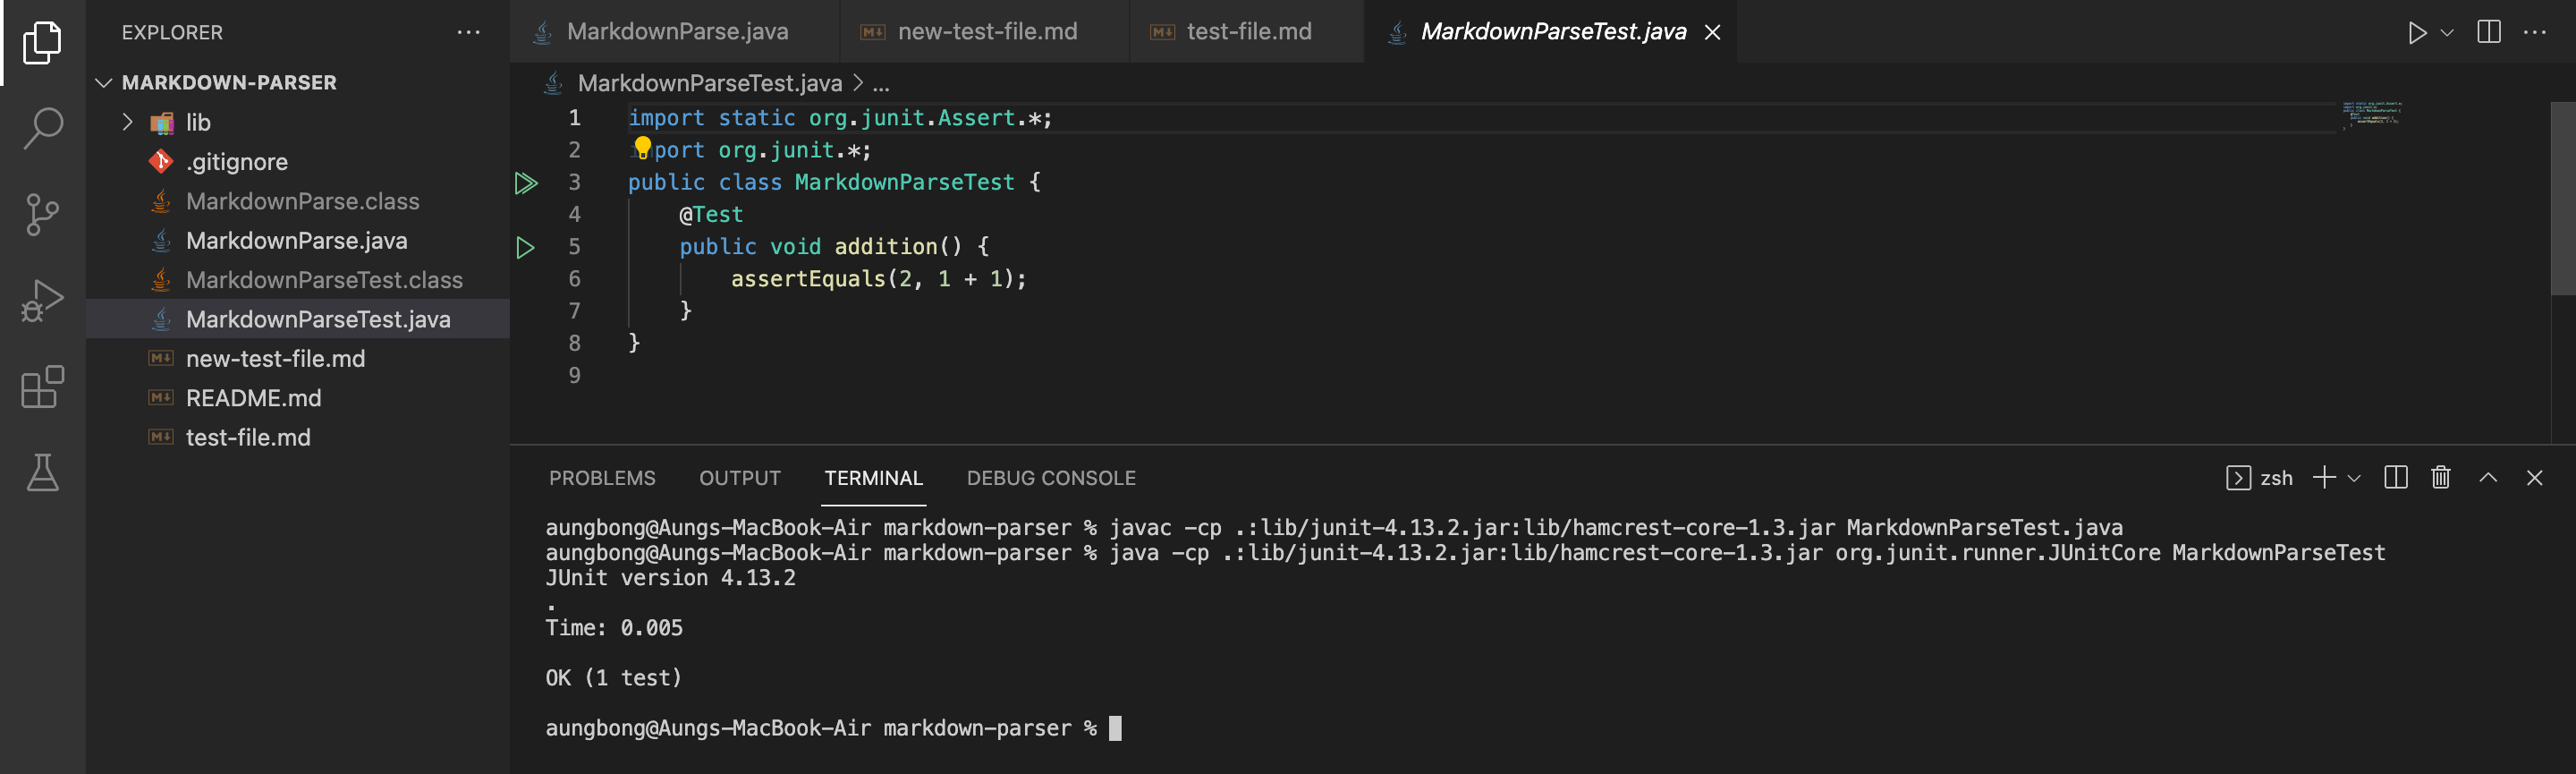 EXPLORER
MARKDOWN-PARSER
lib
.gitignore
MarkdownParse.class
MarkdownParse.java
MarkdownParseTest.class
MarkdownParseTest.java
new-test-file.md
README.md
test-file.md
MarkdownParse.java new-test-file.md test-file.md MarkdownParseTest.java
MarkdownParseTest.java > ...
1 import static org.junit.Assert.*;
2 import org.junit.*;
3 public class MarkdownParseTest {
4 @Test
5 public void addition() {
6 assertEquals(2, 1 + 1);
7 }
8 }
9
PROBLEMS OUTPUT TERMINAL DEBUG CONSOLE zsh
aungbong@Aungs-MacBook-Air markdown-parser % javac -cp .:lib/junit-4.13.2.jar:lib/hamcrest-core-1.3.jar MarkdownParseTest.java
aungbong@Aungs-MacBook-Air markdown-parser % java -cp .:lib/junit-4.13.2.jar:lib/hamcrest-core-1.3.jar org.junit.runner.JUnitCore MarkdownParseTest
JUnit version 4.13.2
.
Time: 0.005
OK (1 test)
aungbong@Aungs-MacBook-Air markdown-parser %